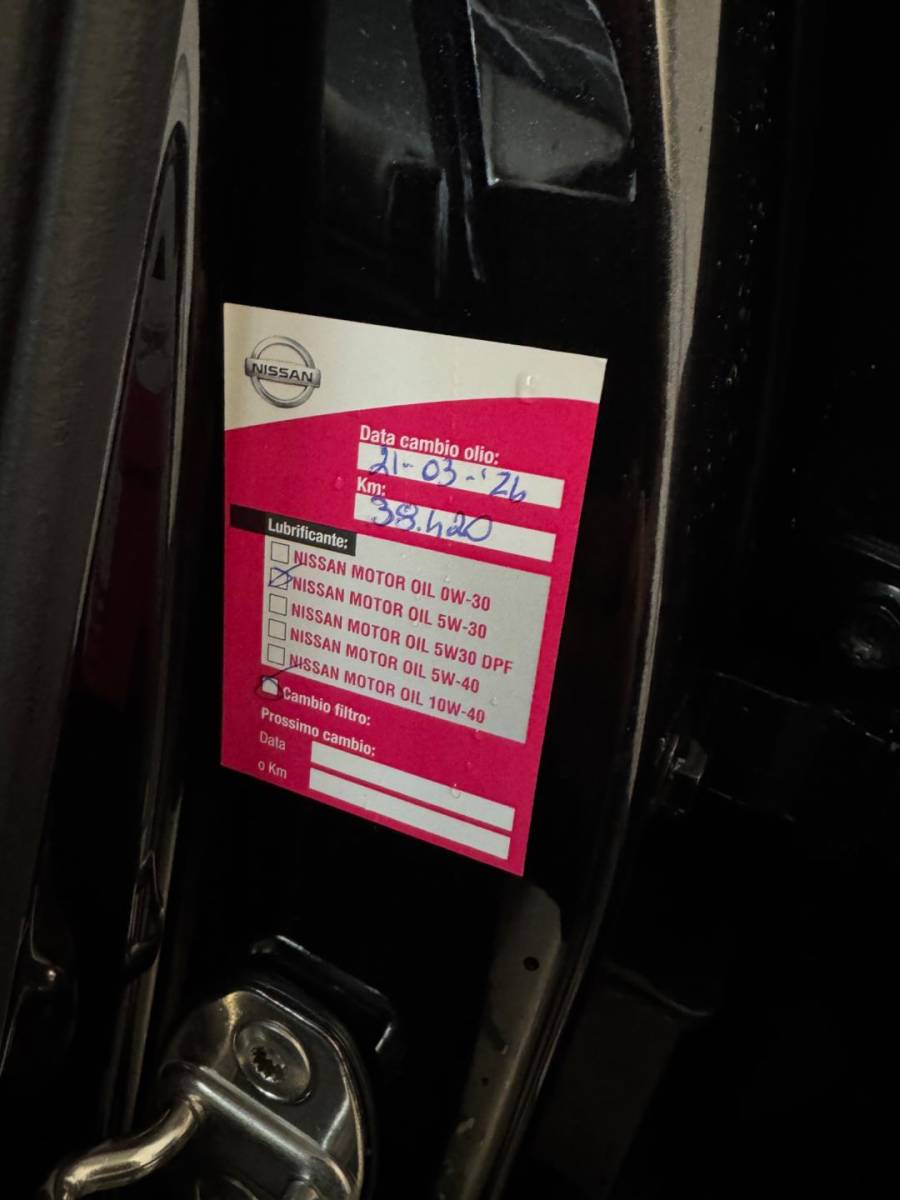 NISSAN
Data cambio olio:
21-03-'26
Km:
38.420
Lubrificante:
NISSAN MOTOR OIL 0W-30
NISSAN MOTOR OIL 5W-30
NISSAN MOTOR OIL 5W30 DPF
NISSAN MOTOR OIL 5W-40
NISSAN MOTOR OIL 10W-40
Cambio filtro:
Prossimo cambio:
Data
o Km